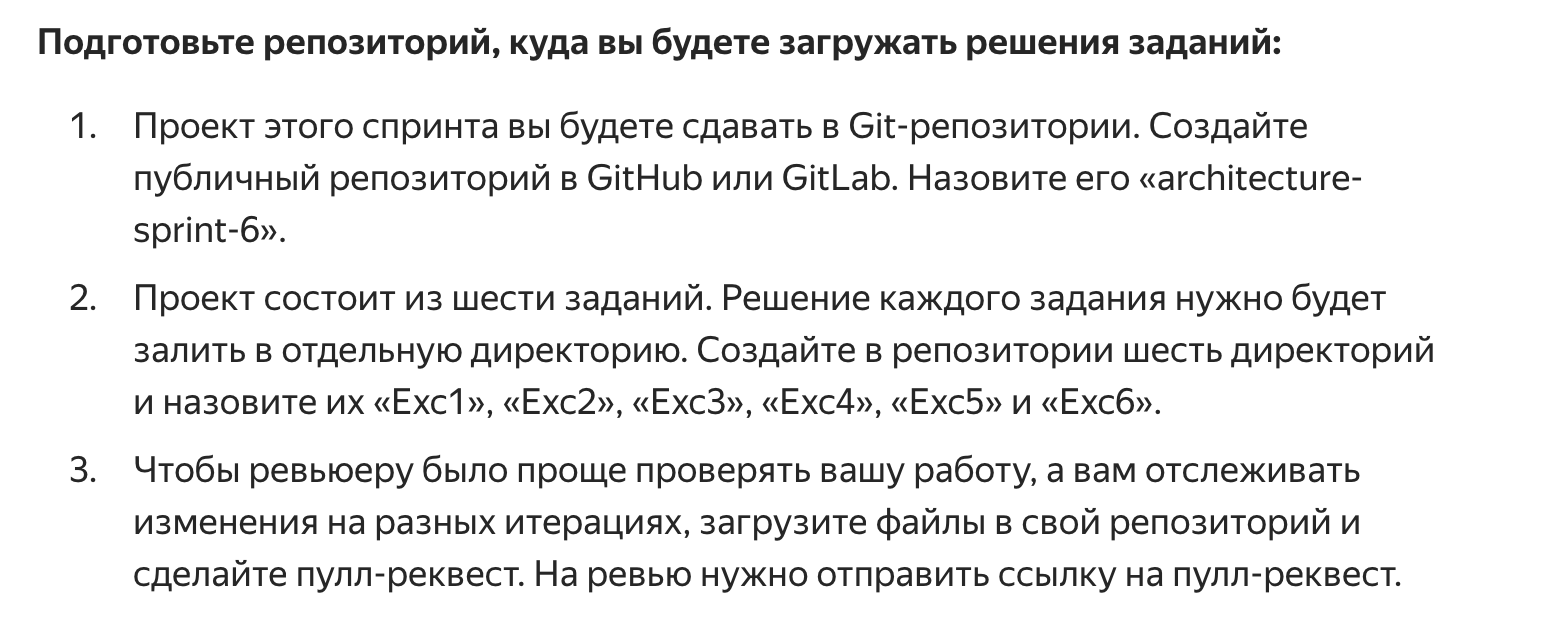 Подготовьте репозиторий, куда вы будете загружать решения заданий:
1. Проект этого спринта вы будете сдавать в Git-репозитории. Создайте
публичный репозиторий в GitHub или GitLab. Назовите его «architecture-
sprint-6».
2. Проект состоит из шести заданий. Решение каждого задания нужно будет
залить в отдельную директорию. Создайте в репозитории шесть директорий
и назовите их «Exc1», «Exc2», «Exc3», «Exc4», «Exc5» и «Exc6».
3. Чтобы ревьюеру было проще проверять вашу работу, а вам отслеживать
изменения на разных итерациях, загрузите файлы в свой репозиторий и
сделайте пулл-реквест. На ревью нужно отправить ссылку на пулл-реквест.